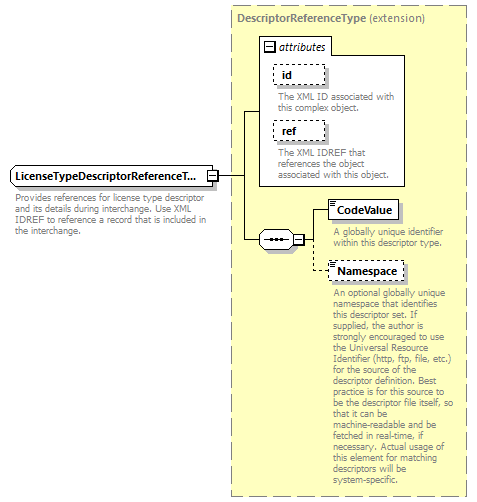 DescriptorReferenceType (extension)
attributes
id
The XML ID associated with
this complex object.
ref
The XML IDREF that
references the object
associated with this object.
LicenseTypeDescriptorReferenceT...
Provides references for license type descriptor
and its details during interchange. Use XML
IDREF to reference a record that is included in
the interchange.
CodeValue
A globally unique identifier
within this descriptor type.
Namespace
An optional globally unique
namespace that identifies
this descriptor set. If
supplied, the author is
strongly encouraged to use
the Universal Resource
Identifier (http, ftp, file, etc.)
for the source of the
descriptor definition. Best
practice is for this source to
be the descriptor file itself, so
that it can be
machine-readable and be
fetched in real-time, if
necessary. Actual usage of
this element for matching
descriptors will be
system-specific.